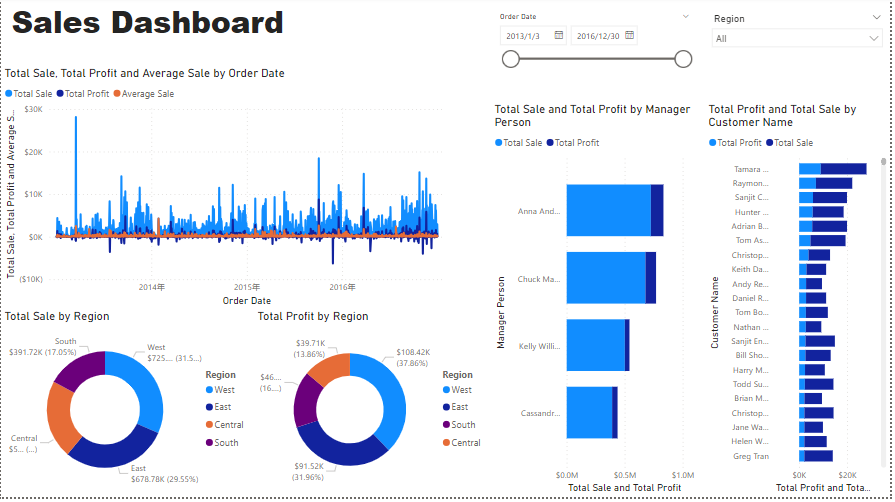 Sales Dashboard
Order Date
2013/1/3
2016/12/30
Region
All
Total Sale, Total Profit and Average Sale by Order Date
Total Sale
Total Profit
Average Sale
Total Sale, Total Profit and Average S...
$30K
$20K
$10K
$0K
($10K)
2014年
2015年
2016年
Order Date
Total Sale by Region
South
$391.72K (17.05%)
West
$725... (31.5...)
Central
$5... (...)
East
$678.78K (29.55%)
Region
West
East
Central
South
Total Profit by Region
$39.71K
(13.86%)
$108.42K
(37.86%)
$46....
(16....)
$91.52K
(31.96%)
Region
West
East
South
Central
Total Sale and Total Profit by Manager
Person
Total Sale
Total Profit
Manager Person
Anna And...
Chuck Ma...
Kelly Willi...
Cassandr...
$0.0M
$0.5M
$1.0M
Total Sale and Total Profit
Total Profit and Total Sale by
Customer Name
Total Profit
Total Sale
Customer Name
Tamara ...
Raymon...
Sanjit C...
Hunter ...
Adrian B...
Tom As...
Christop...
Keith Da...
Andy Re...
Daniel R...
Tom Bo...
Nathan ...
Sanjit En...
Bill Sho...
Harry M...
Todd Su...
Brian M...
Christop...
Jane Wa...
Helen W...
Greg Tran
$0K
$20K
Total Profit and Tota...